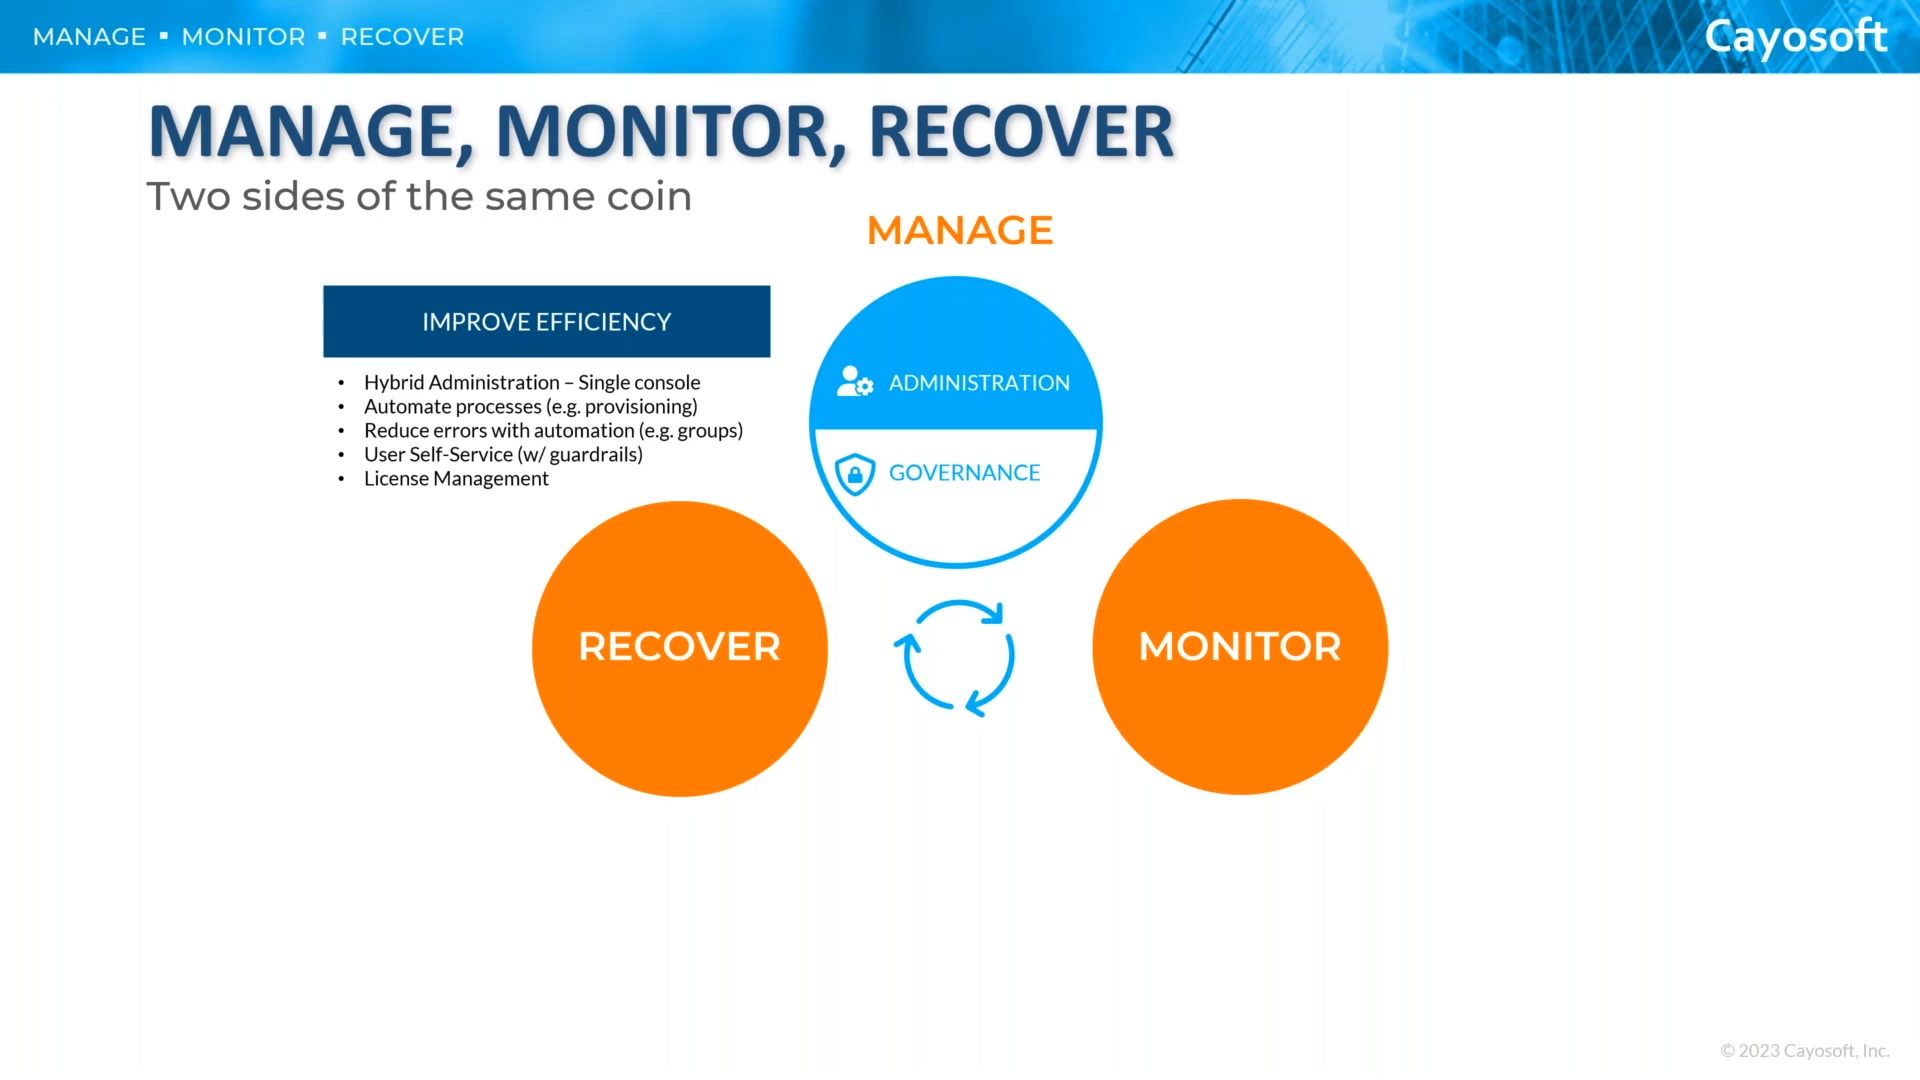 MANAGE ▪ MONITOR ▪ RECOVER
Cayosoft
MANAGE, MONITOR, RECOVER
Two sides of the same coin
MANAGE
IMPROVE EFFICIENCY
• Hybrid Administration – Single console
• Automate processes (e.g. provisioning)
• Reduce errors with automation (e.g. groups)
• User Self-Service (w/ guardrails)
• License Management
ADMINISTRATION
GOVERNANCE
RECOVER
MONITOR
© 2023 Cayosoft, Inc.